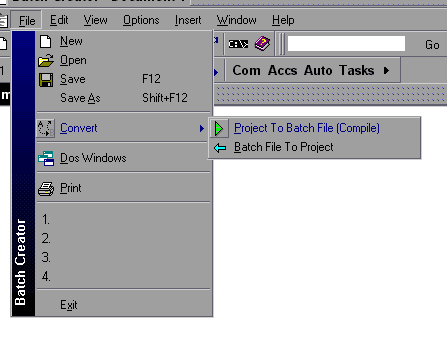 Batch Creator - Document1
File Edit View Options Insert Window Help
New
Open
Save F12
Save As Shift+F12
Convert
Project To Batch File (Compile)
Batch File To Project
Dos Windows
Print
1.
2.
3.
4.
Exit
Batch Creator
C:\
Go
Com Accs Auto Tasks